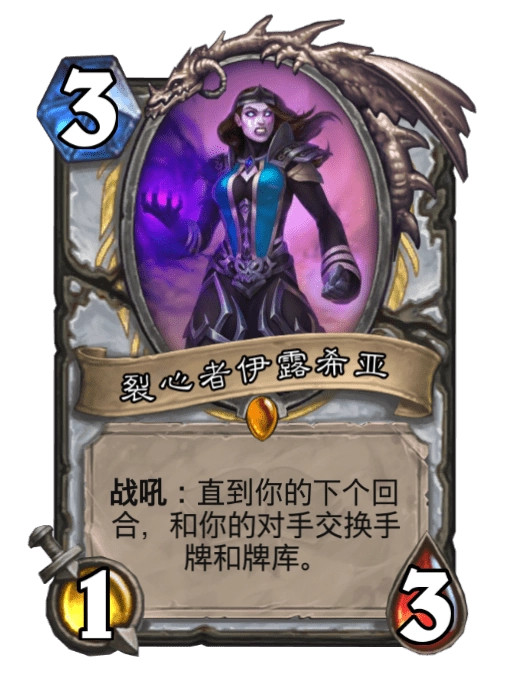 3
裂心者伊露希亚
战吼：直到你的下个回
合，和你的对手交换手
牌和牌库。
1
3